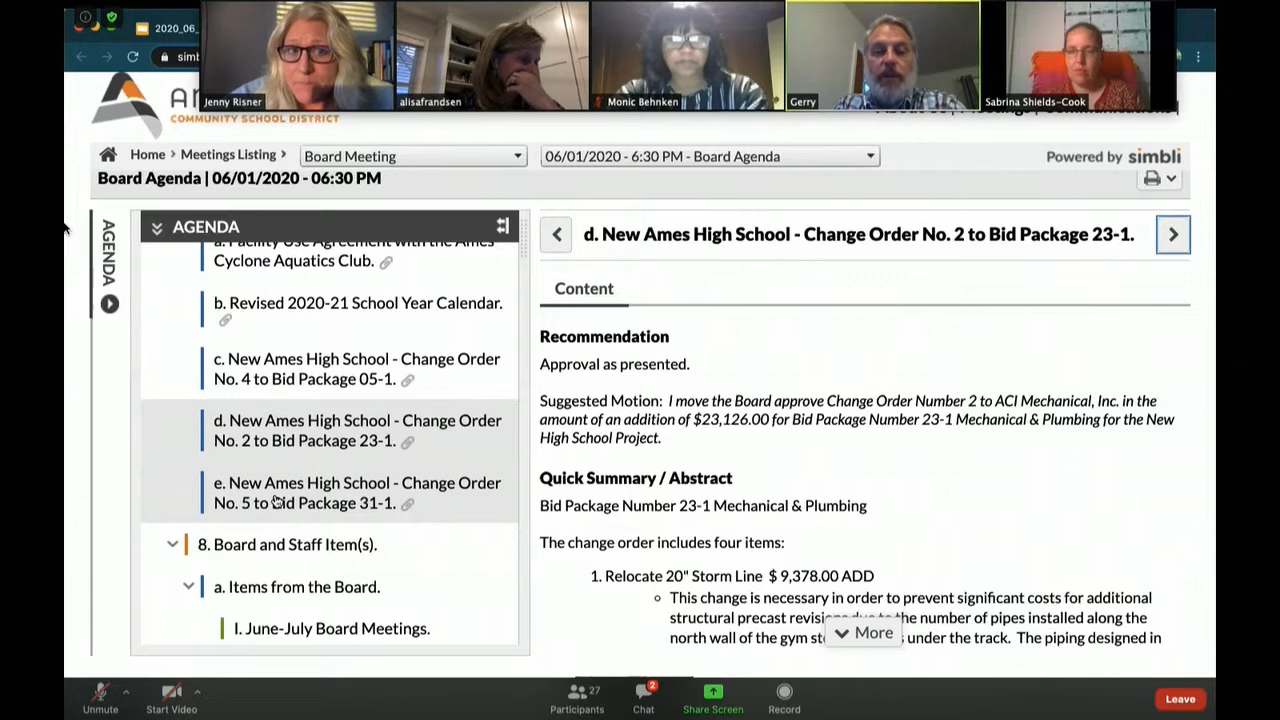 2020_06_
simb
Jenny Risner
alisafrandsen
Monic Behnken
Gerry
Sabrina Shields-Cook
COMMUNITY SCHOOL DISTRICT
Home > Meetings Listing >
Board Meeting
06/01/2020 - 6:30 PM - Board Agenda
Powered by simbli
Board Agenda | 06/01/2020 - 06:30 PM
AGENDA
AGENDA
a. Facility Use Agreement with the Ames
Cyclone Aquatics Club.
b. Revised 2020-21 School Year Calendar.
c. New Ames High School - Change Order
No. 4 to Bid Package 05-1.
d. New Ames High School - Change Order
No. 2 to Bid Package 23-1.
e. New Ames High School - Change Order
No. 5 to Bid Package 31-1.
8. Board and Staff Item(s).
a. Items from the Board.
I. June-July Board Meetings.
d. New Ames High School - Change Order No. 2 to Bid Package 23-1.
Content
Recommendation
Approval as presented.
Suggested Motion: I move the Board approve Change Order Number 2 to ACI Mechanical, Inc. in the
amount of an addition of $23,126.00 for Bid Package Number 23-1 Mechanical & Plumbing for the New
High School Project.
Quick Summary / Abstract
Bid Package Number 23-1 Mechanical & Plumbing
The change order includes four items:
1. Relocate 20" Storm Line $ 9,378.00 ADD
This change is necessary in order to prevent significant costs for additional
structural precast the number of pipes installed along the
north wall of the gym under the track. The piping designed in
More
Unmute
Start Video
27
Participants
2
Chat
Share Screen
Record
Leave